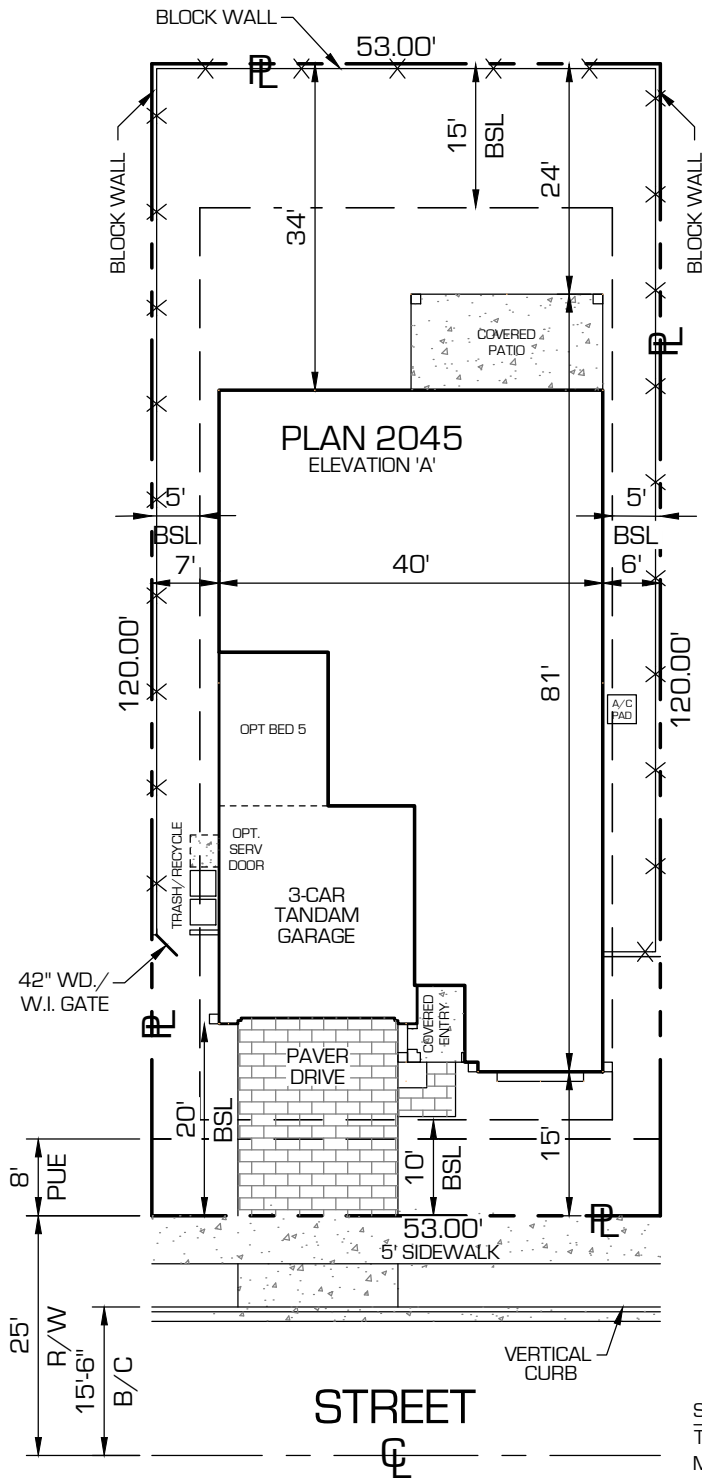 BLOCK WALL
53.00'
PL
BLOCK WALL
BLOCK WALL
15'
BSL
24'
34'
PL
COVERED
PATIO
PLAN 2045
ELEVATION 'A'
5'
BSL
5'
BSL
7'
40'
6'
120.00'
81'
120.00'
A/C
PAD
OPT BED 5
TRASH/RECYCLE
OPT.
SERV
DOOR
3-CAR
TANDAM
GARAGE
42" WD./
W.I. GATE
PL
COVERED
ENTRY
PAVER
DRIVE
20'
BSL
10'
BSL
15'
8'
PUE
PL
53.00'
5' SIDEWALK
25'
R/W
15'-6"
B/C
VERTICAL
CURB
STREET
CL